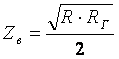 Z_в = √(R · R_Г) / 2